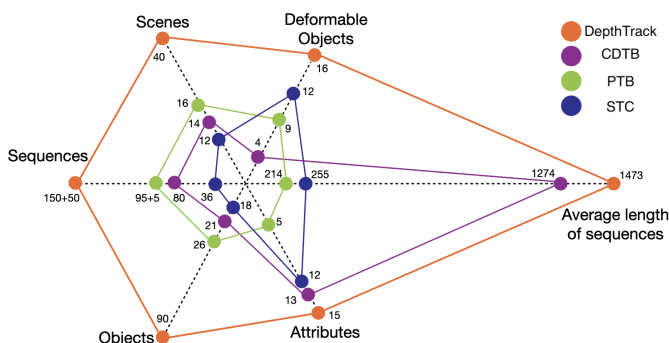 Scenes
Deformable
Objects
DepthTrack
CDTB
PTB
STC
40
16
16
12
14
9
12
4
Sequences
214
255
1274
1473
150+50
95+5
80
36
18
Average length
of sequences
21
5
26
12
13
90
15
Objects
Attributes